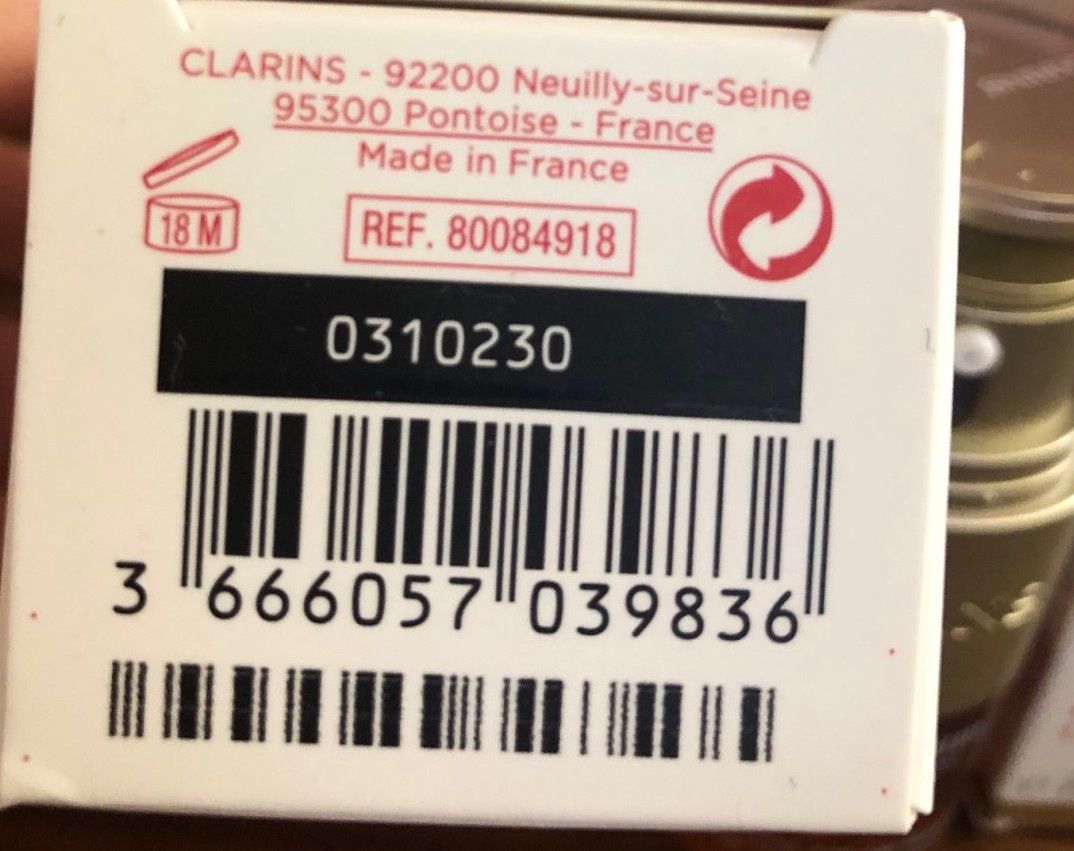 CLARINS - 92200 Neuilly-sur-Seine
95300 Pontoise - France
Made in France
18 M
REF. 80084918
0310230
3 666057 039836